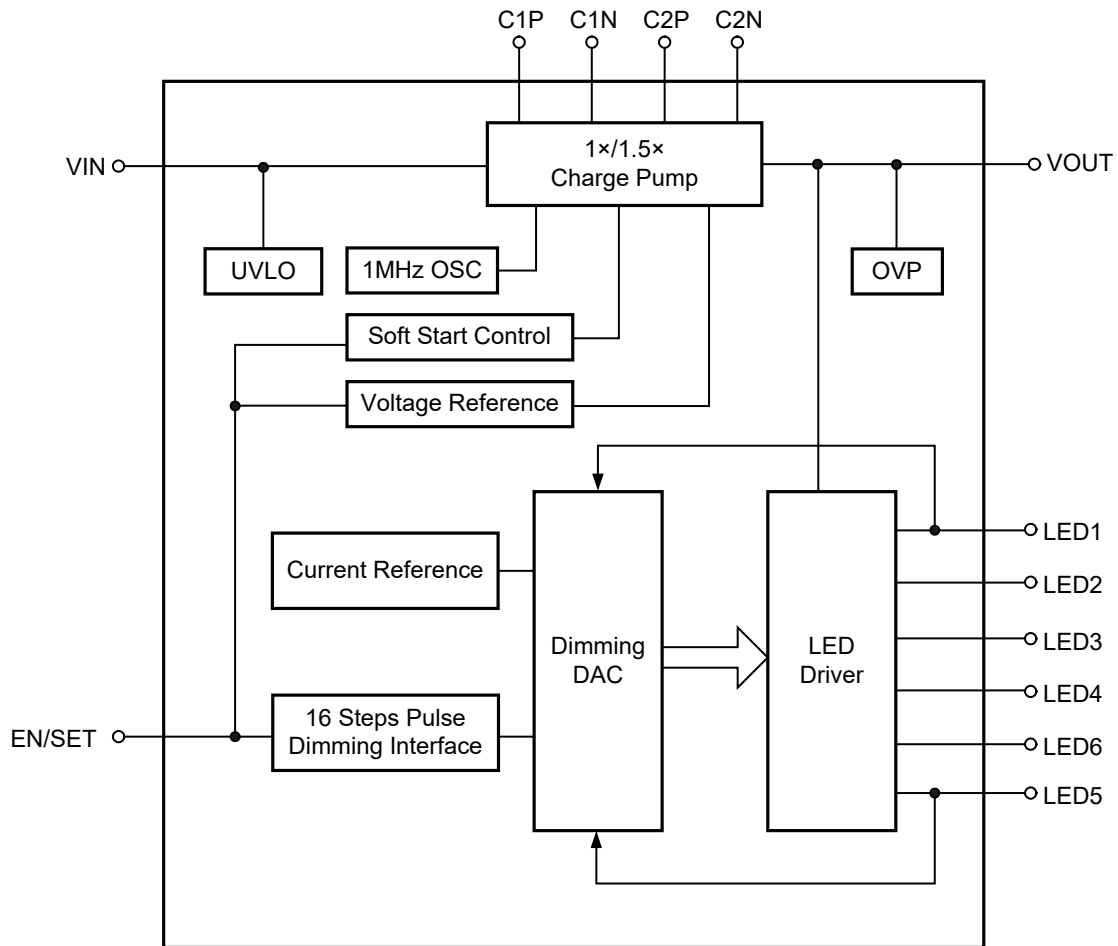 C1P C1N C2P C2N
1×/1.5×
Charge Pump
VIN
VOUT
UVLO
1MHz OSC
OVP
Soft Start Control
Voltage Reference
Current Reference
Dimming
DAC
LED
Driver
16 Steps Pulse
Dimming Interface
EN/SET
LED1
LED2
LED3
LED4
LED6
LED5